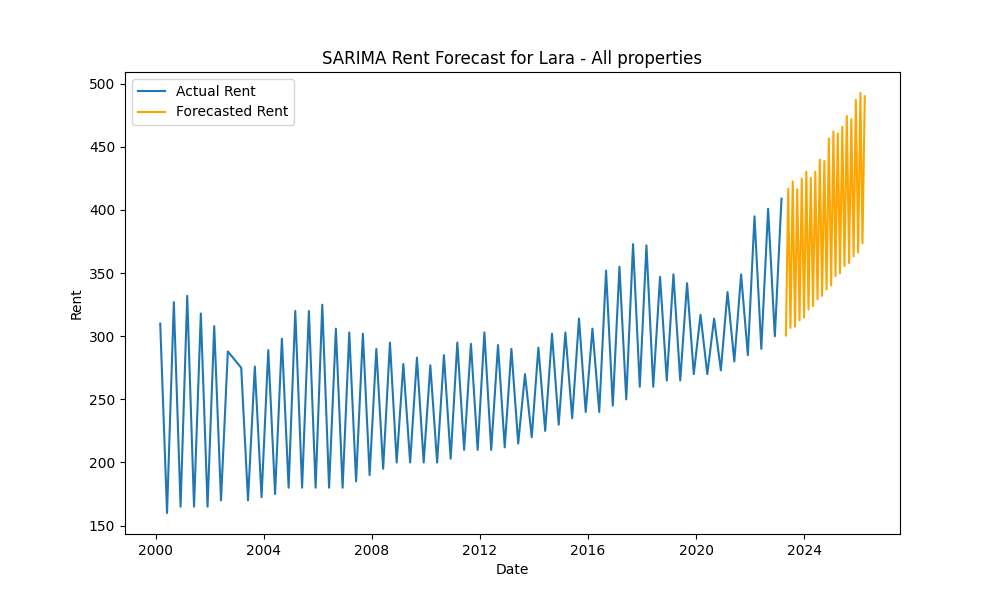 SARIMA Rent Forecast for Lara - All properties
Actual Rent
Forecasted Rent
500
450
400
350
300
250
200
150
Rent
2000 2004 2008 2012 2016 2020 2024
Date